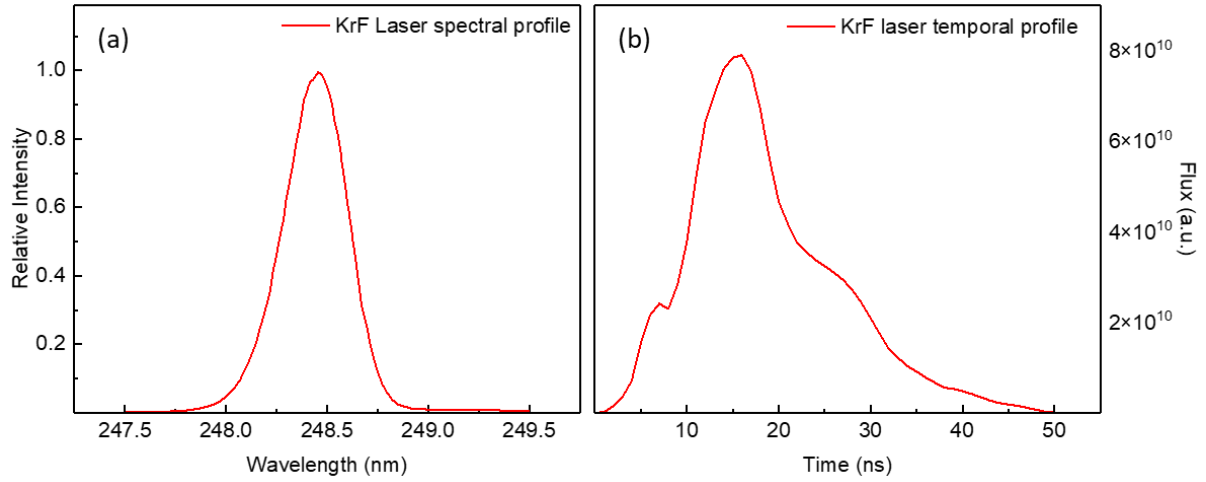 (a)
KrF Laser spectral profile
1.0
0.8
0.6
0.4
0.2
Relative Intensity
247.5 248.0 248.5 249.0 249.5
Wavelength (nm)
(b)
KrF laser temporal profile
8×10¹⁰
6×10¹⁰
4×10¹⁰
2×10¹⁰
Flux (a.u.)
10 20 30 40 50
Time (ns)